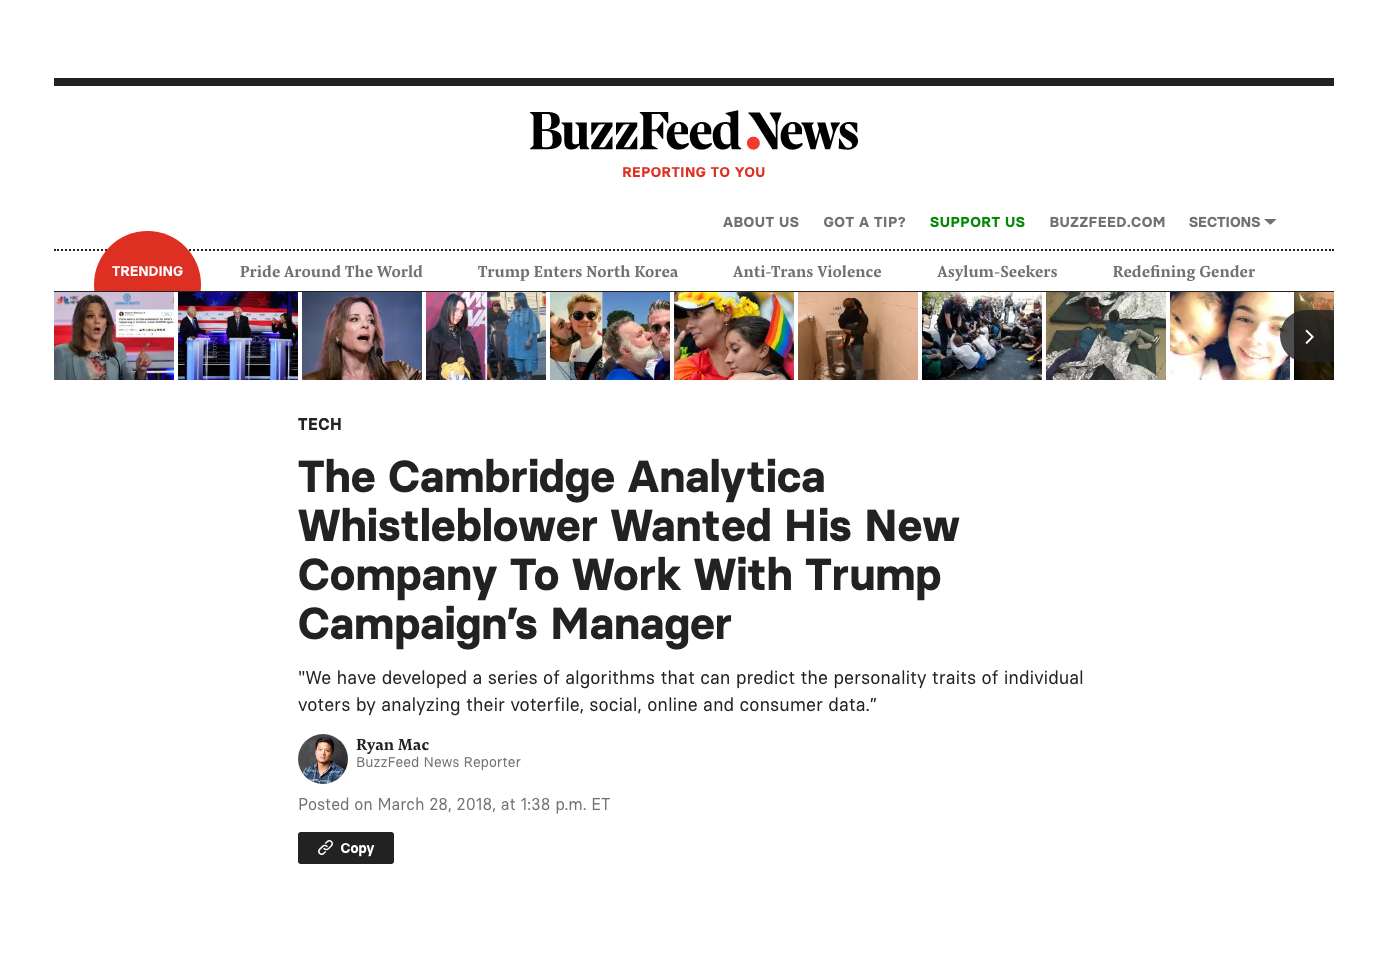 BuzzFeed News
REPORTING TO YOU
ABOUT US GOT A TIP? SUPPORT US BUZZFEED.COM SECTIONS
TRENDING Pride Around The World Trump Enters North Korea Anti-Trans Violence Asylum-Seekers Redefining Gender
TECH
The Cambridge Analytica
Whistleblower Wanted His New
Company To Work With Trump
Campaign’s Manager
"We have developed a series of algorithms that can predict the personality traits of individual
voters by analyzing their voterfile, social, online and consumer data.”
Ryan Mac
BuzzFeed News Reporter
Posted on March 28, 2018, at 1:38 p.m. ET
Copy